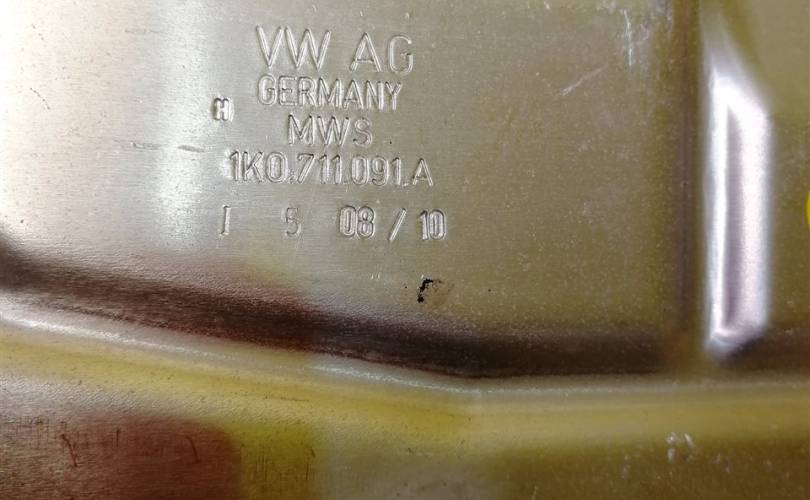 VW AG
GERMANY
H
MWS
1K0.711.091.A
I 5 08/10